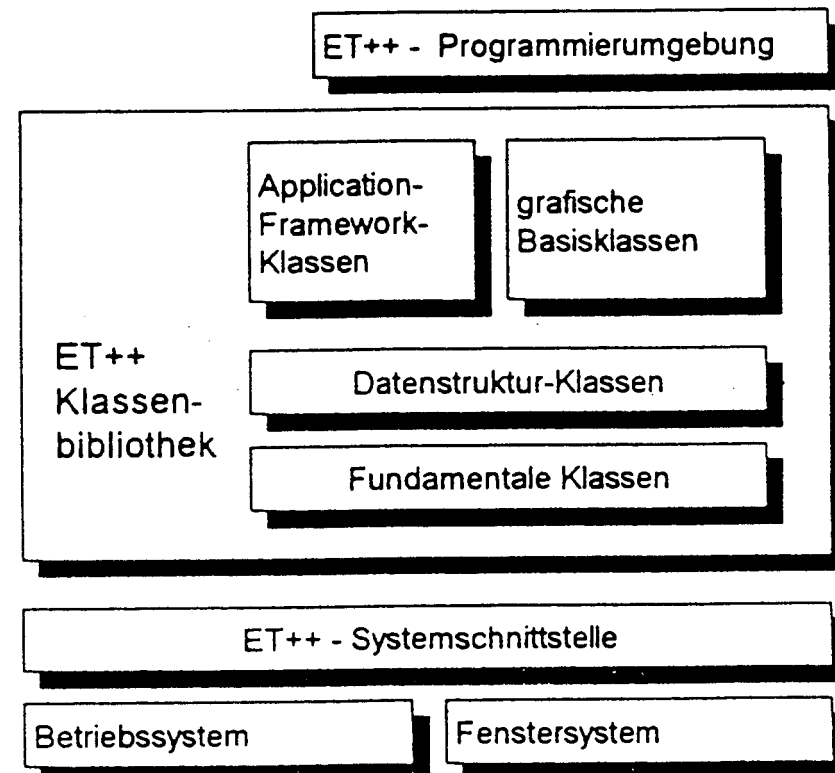 ET++ - Programmierumgebung
Application-
Framework-
Klassen
grafische
Basisklassen
ET++
Klassen-
bibliothek
Datenstruktur-Klassen
Fundamentale Klassen
ET++ - Systemschnittstelle
Betriebssystem
Fenstersystem